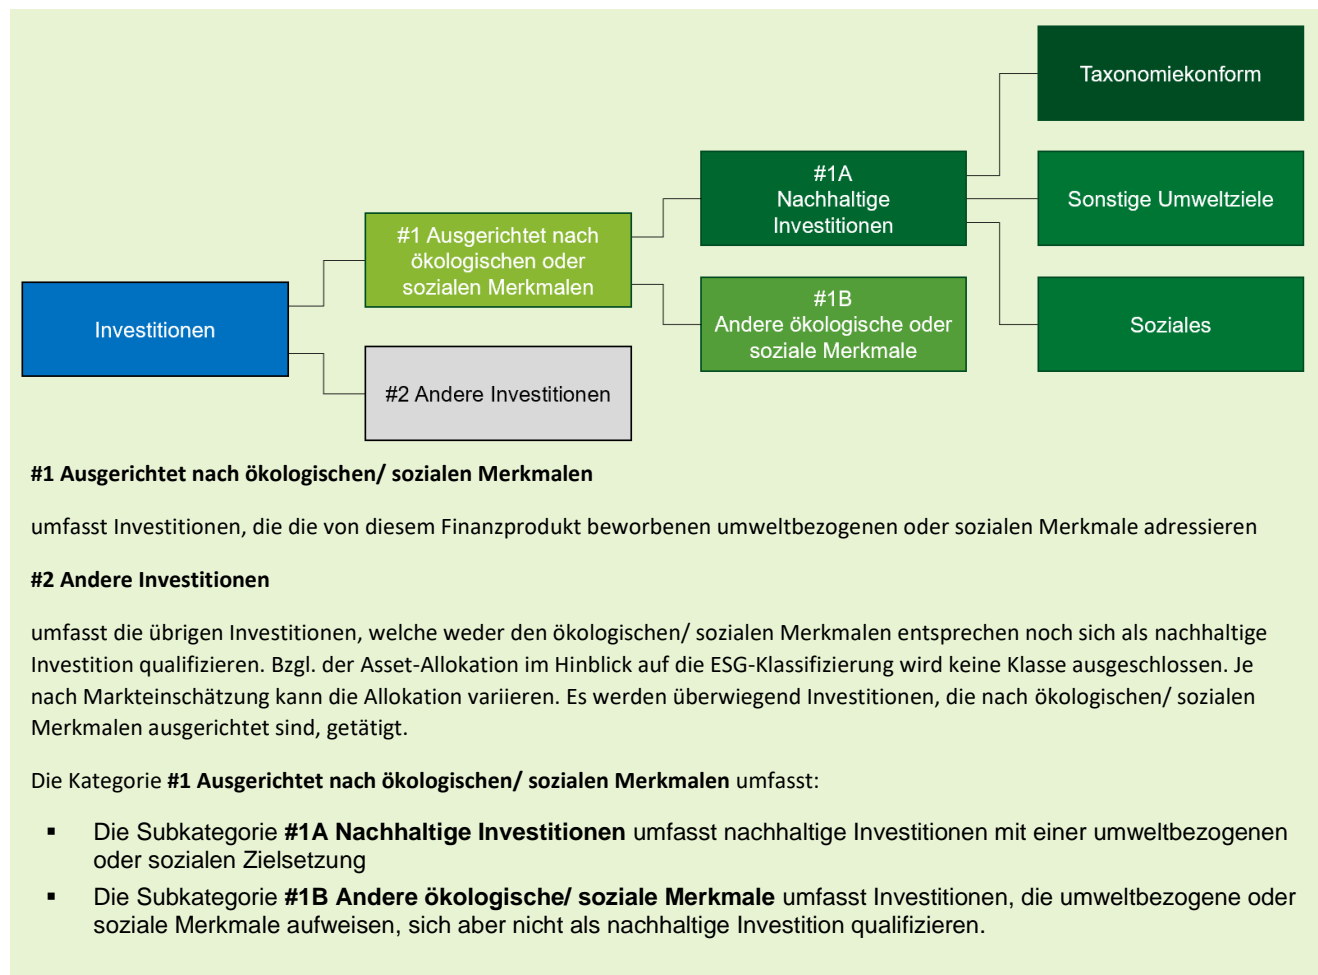 Taxonomiekonform
#1A
Nachhaltige
Investitionen
Sonstige Umweltziele
#1 Ausgerichtet nach
ökologischen oder
sozialen Merkmalen
#1B
Andere ökologische oder
soziale Merkmale
Soziales
Investitionen
#2 Andere Investitionen
#1 Ausgerichtet nach ökologischen/ sozialen Merkmalen
umfasst Investitionen, die die von diesem Finanzprodukt beworbenen umweltbezogenen oder sozialen Merkmale adressieren
#2 Andere Investitionen
umfasst die übrigen Investitionen, welche weder den ökologischen/ sozialen Merkmalen entsprechen noch sich als nachhaltige
Investition qualifizieren. Bzgl. der Asset-Allokation im Hinblick auf die ESG-Klassifizierung wird keine Klasse ausgeschlossen. Je
nach Markteinschätzung kann die Allokation variieren. Es werden überwiegend Investitionen, die nach ökologischen/ sozialen
Merkmalen ausgerichtet sind, getätigt.
Die Kategorie #1 Ausgerichtet nach ökologischen/ sozialen Merkmalen umfasst:
▪ Die Subkategorie #1A Nachhaltige Investitionen umfasst nachhaltige Investitionen mit einer umweltbezogenen
oder sozialen Zielsetzung
▪ Die Subkategorie #1B Andere ökologische/ soziale Merkmale umfasst Investitionen, die umweltbezogene oder
soziale Merkmale aufweisen, sich aber nicht als nachhaltige Investition qualifizieren.